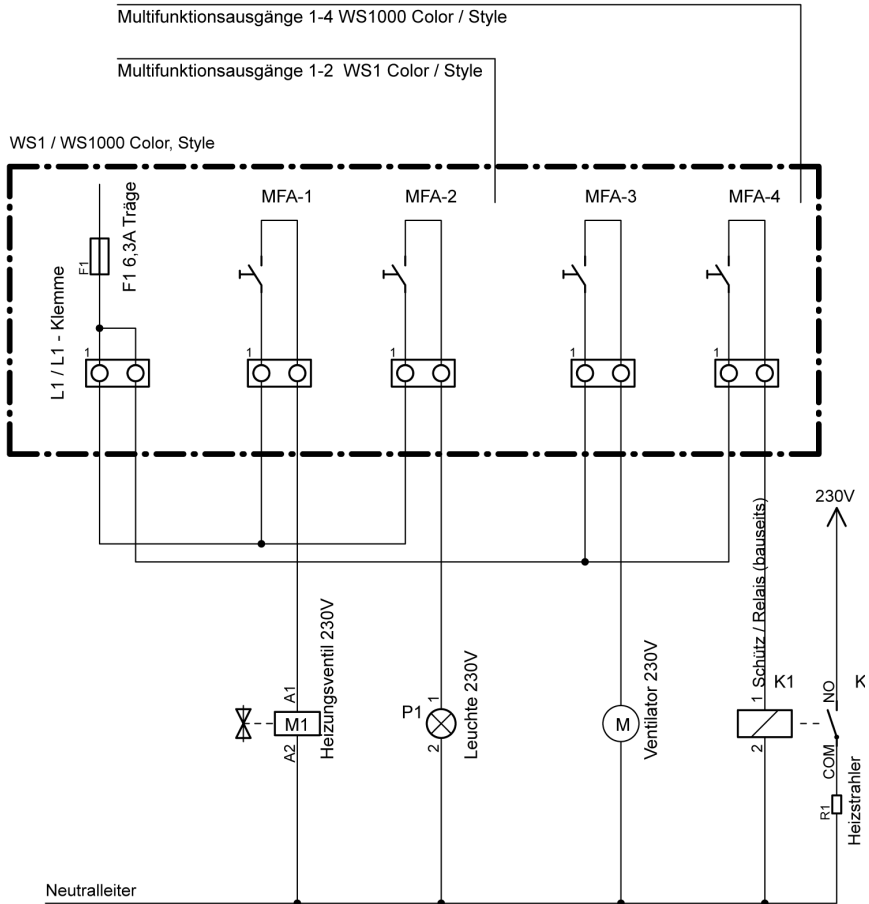 Multifunktionsausgänge 1-4 WS1000 Color / Style
Multifunktionsausgänge 1-2 WS1 Color / Style
WS1 / WS1000 Color, Style
MFA-1
MFA-2
MFA-3
MFA-4
F1
F1 6,3A Träge
L1 / L1 - Klemme
1
1
1
1
1
230V
Schütz / Relais (bauseits)
Heizungsventil 230V
A1
M1
A2
P1
1
2
Leuchte 230V
M
Ventilator 230V
1
K1
2
NO
K
COM
R1
Heizstrahler
Neutralleiter